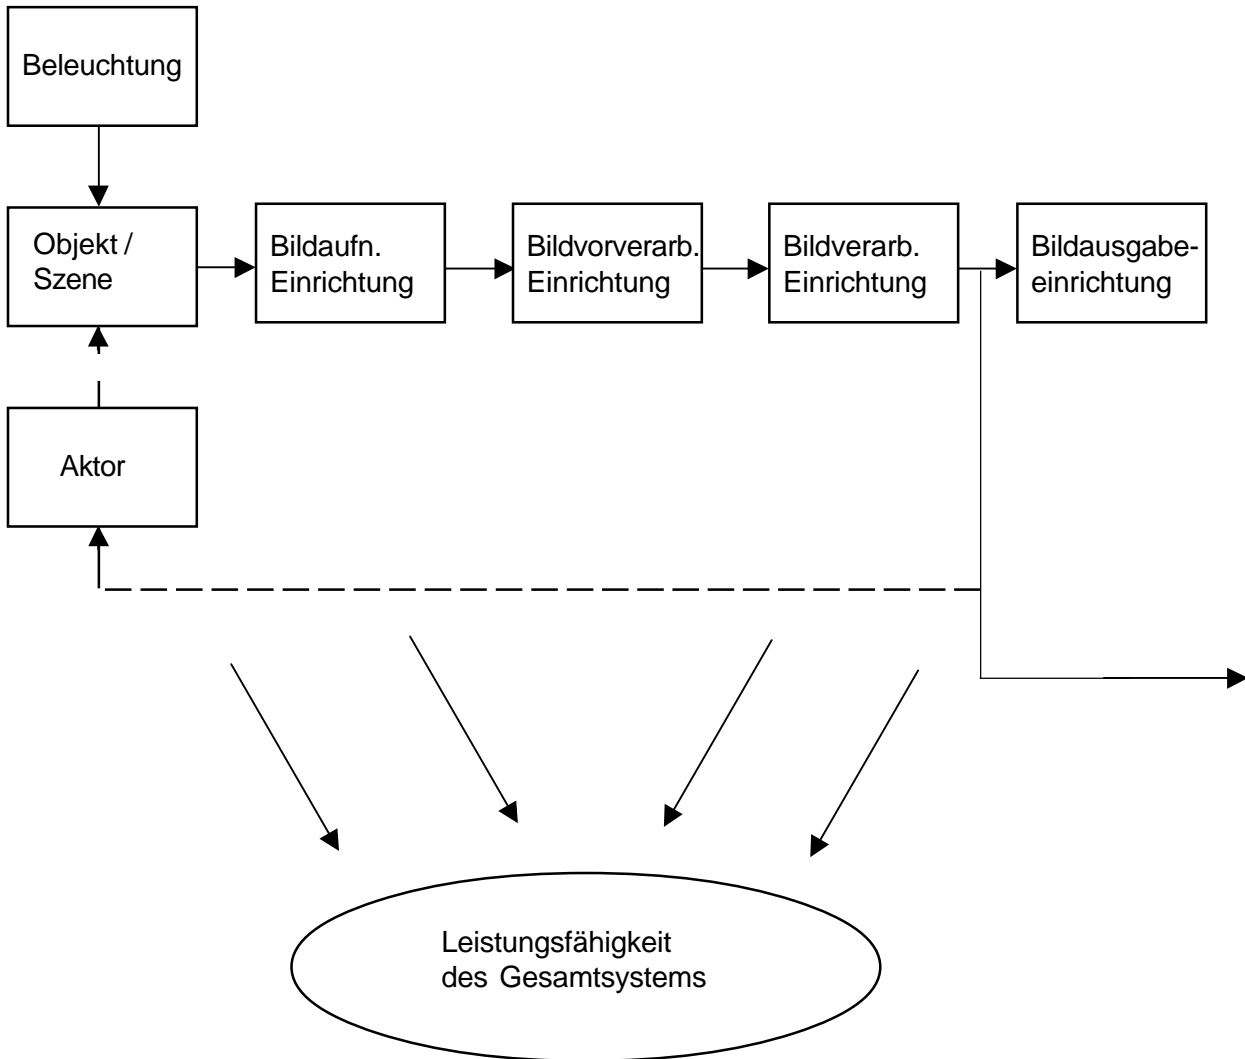 Beleuchtung
Objekt /
Szene
Bildaufn.
Einrichtung
Bildvorverarb.
Einrichtung
Bildverarb.
Einrichtung
Bildausgabe-
einrichtung
Aktor
Leistungsfähigkeit
des Gesamtsystems